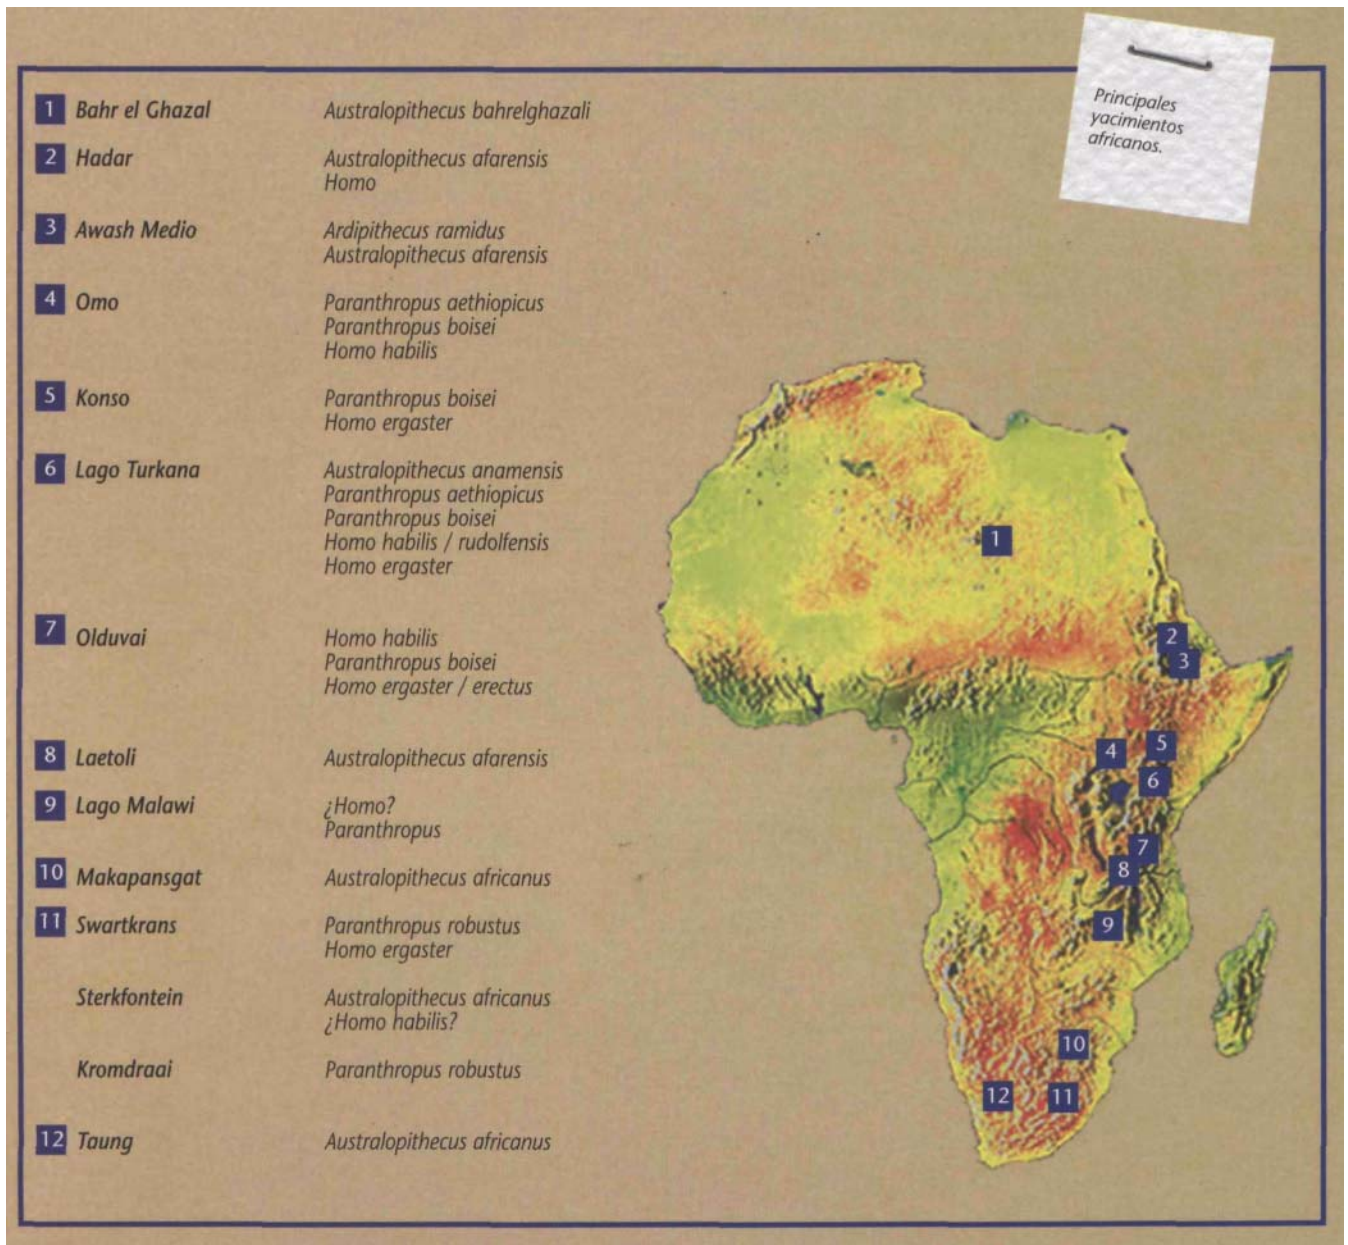 Principales
yacimientos
africanos.
1 Bahr el Ghazal Australopithecus bahrelghazali
2 Hadar Australopithecus afarensis
Homo
3 Awash Medio Ardipithecus ramidus
Australopithecus afarensis
4 Omo Paranthropus aethiopicus
Paranthropus boisei
Homo habilis
5 Konso Paranthropus boisei
Homo ergaster
6 Lago Turkana Australopithecus anamensis
Paranthropus aethiopicus
Paranthropus boisei
Homo habilis / rudolfensis
Homo ergaster
7 Olduvai Homo habilis
Paranthropus boisei
Homo ergaster / erectus
8 Laetoli Australopithecus afarensis
9 Lago Malawi ¿Homo?
Paranthropus
10 Makapansgat Australopithecus africanus
11 Swartkrans Paranthropus robustus
Homo ergaster
Sterkfontein Australopithecus africanus
¿Homo habilis?
Kromdraai Paranthropus robustus
12 Taung Australopithecus africanus
1
2
3
4
5
6
7
8
9
10
12
11